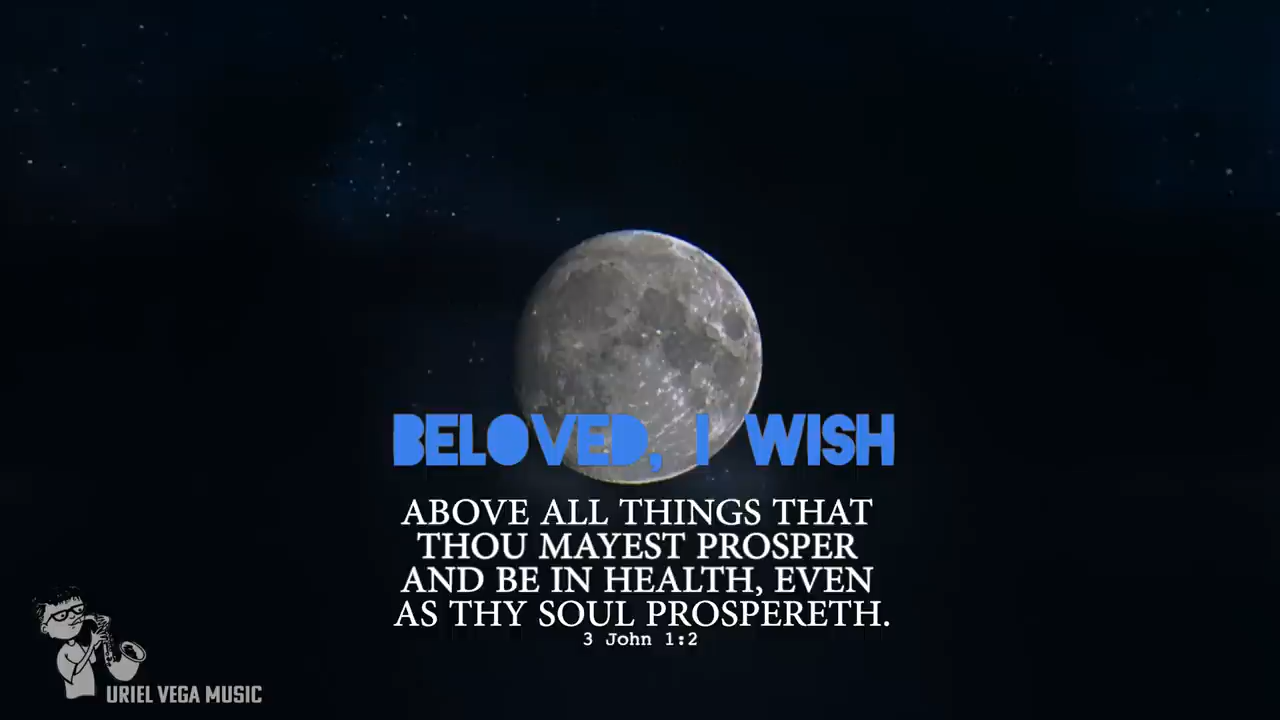 BELOVED, I WISH
ABOVE ALL THINGS THAT
THOU MAYEST PROSPER
AND BE IN HEALTH, EVEN
AS THY SOUL PROSPERETH.
3 John 1:2
URIEL VEGA MUSIC